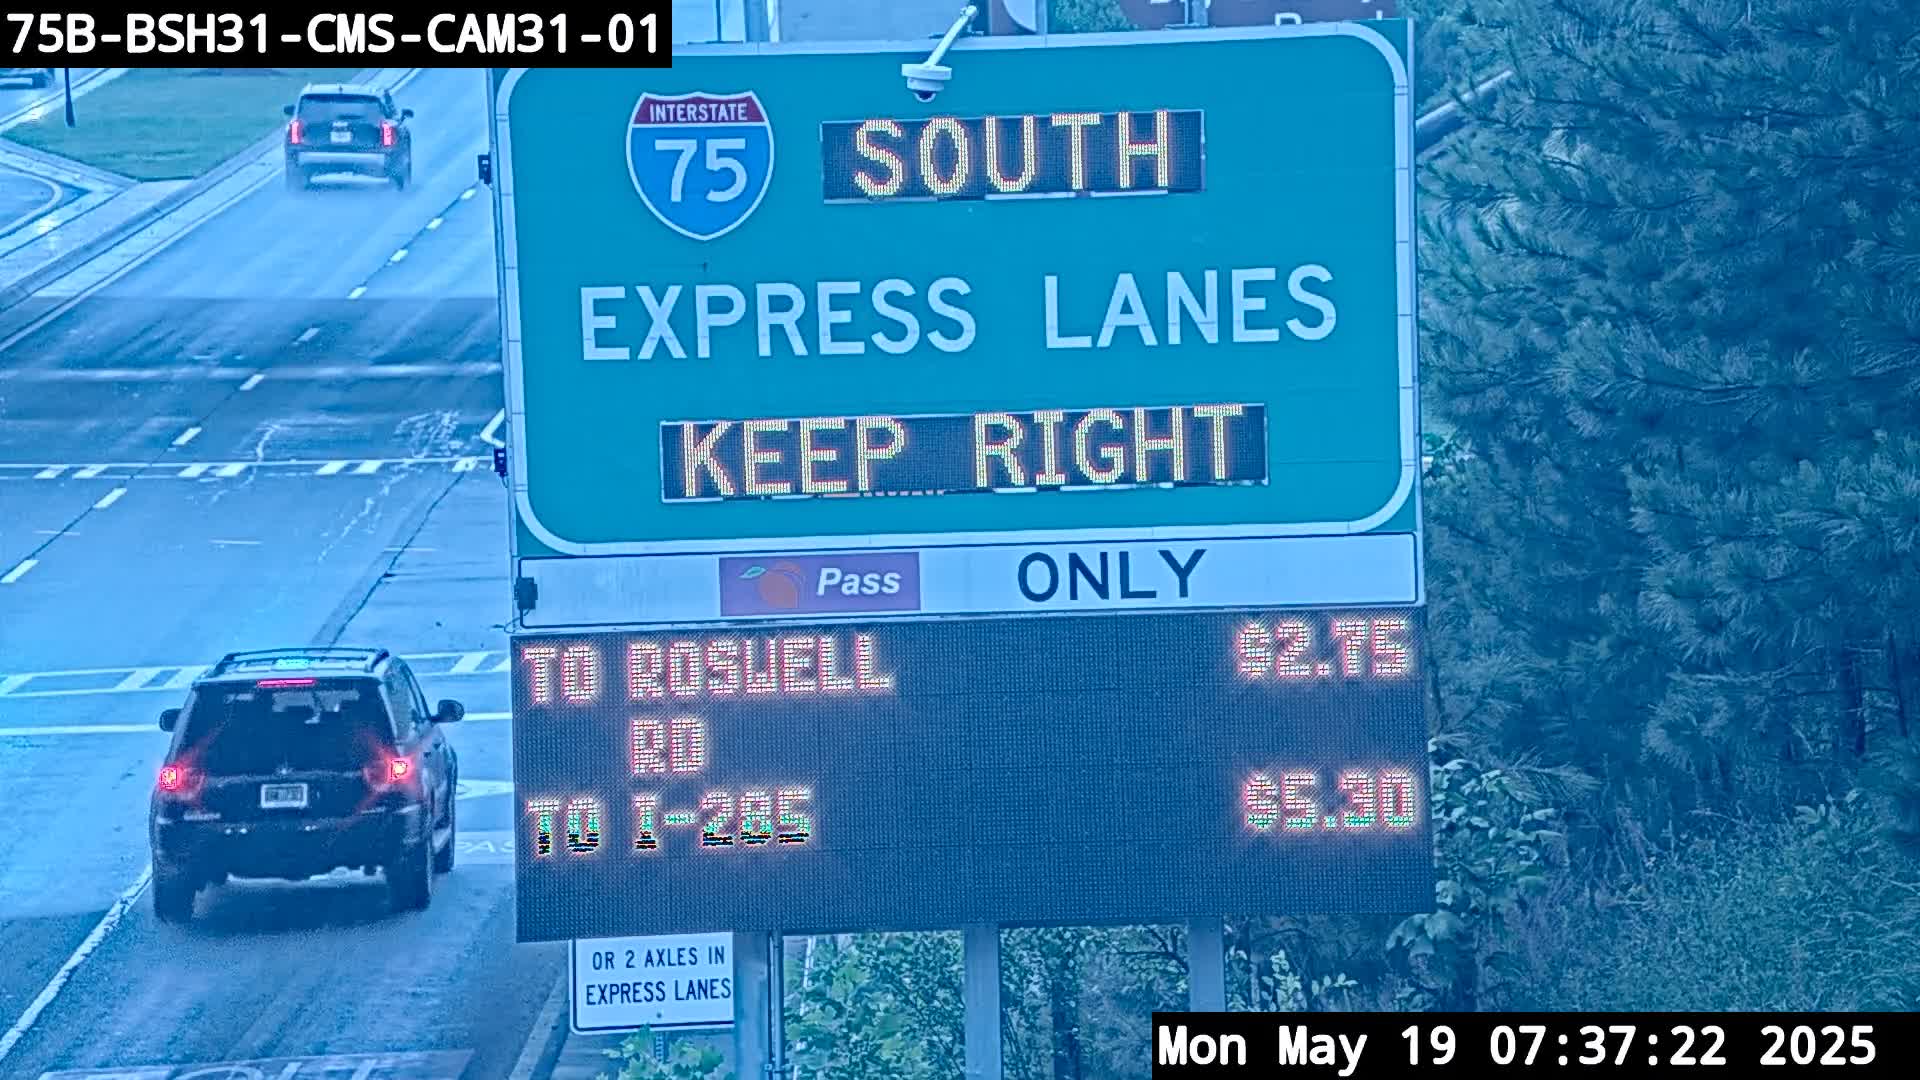 75B-BSH31-CMS-CAM31-01
INTERSTATE
75
SOUTH
EXPRESS LANES
KEEP RIGHT
Pass ONLY
TO ROSWELL $2.75
RD
TO I-285 $5.30
OR 2 AXLES IN
EXPRESS LANES
Mon May 19 07:37:22 2025